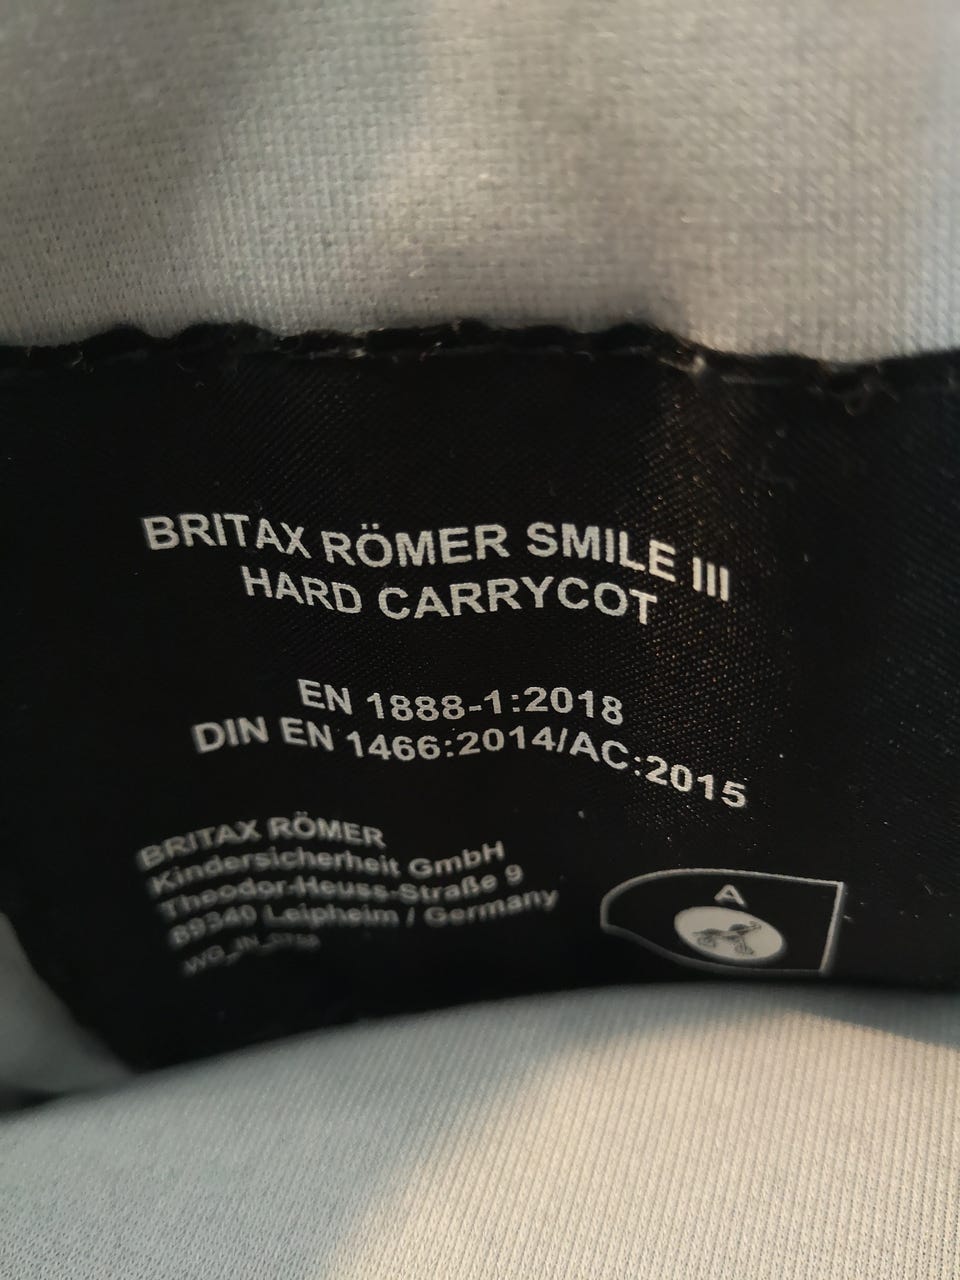 BRITAX RÖMER SMILE III
HARD CARRYCOT
EN 1888-1:2018
DIN EN 1466:2014/AC:2015
BRITAX RÖMER
Kindersicherheit GmbH
Theodor-Heuss-Straße 9
89340 Leipheim / Germany
A